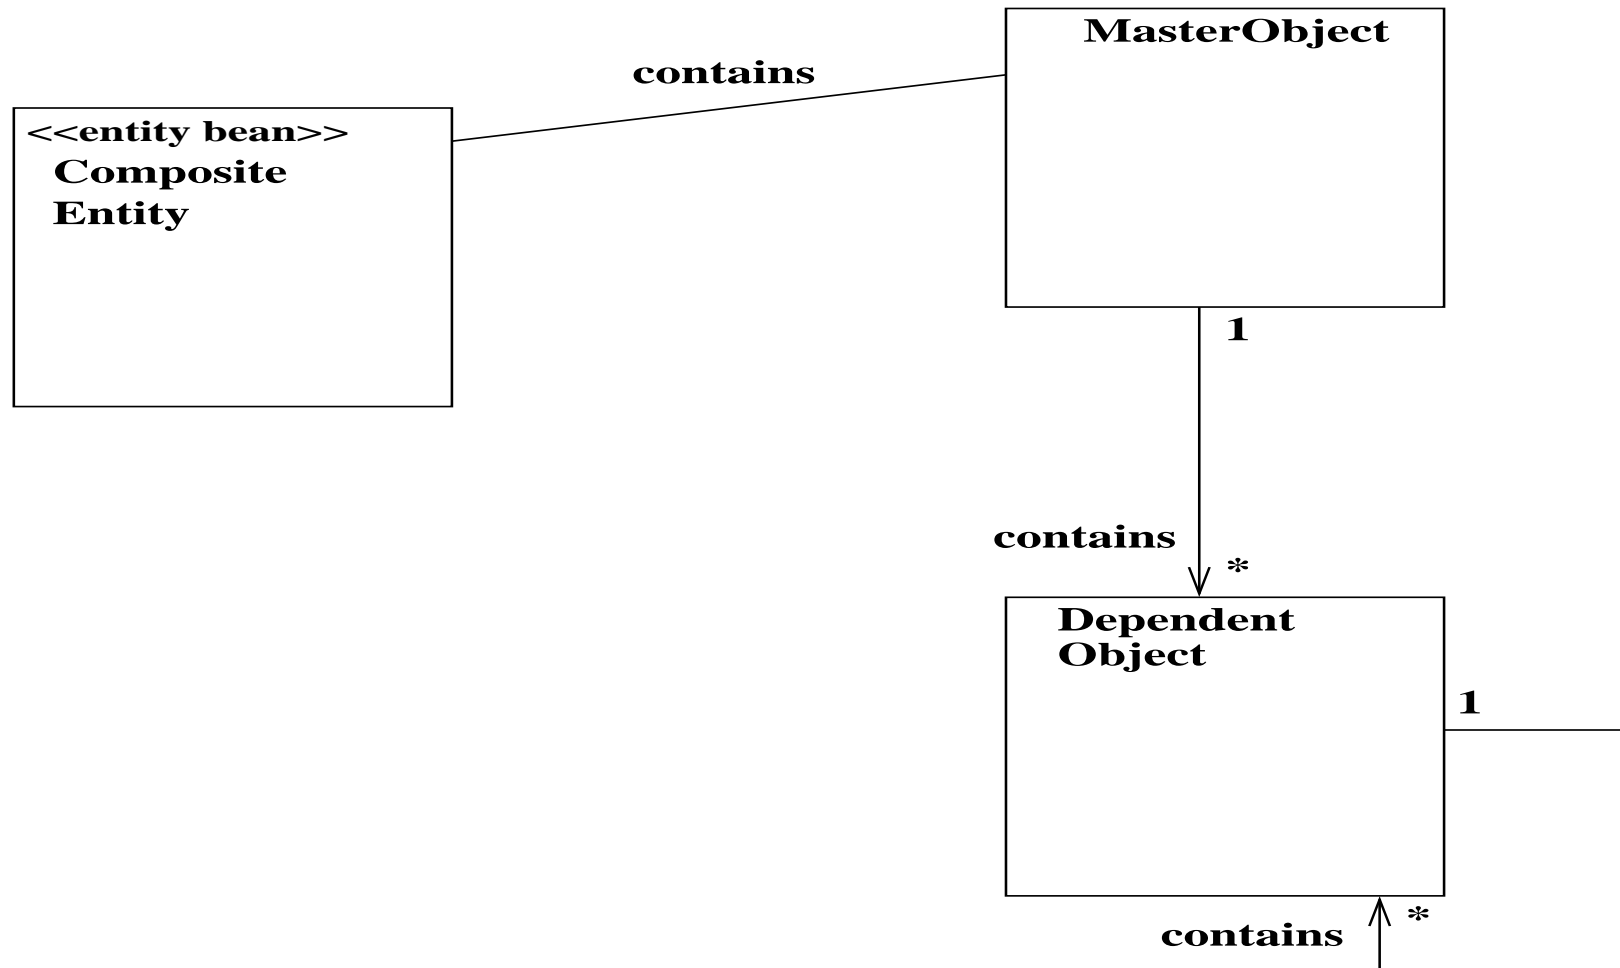 MasterObject
contains
<<entity bean>>
Composite
Entity
1
contains
*
Dependent
Object
1
*
contains